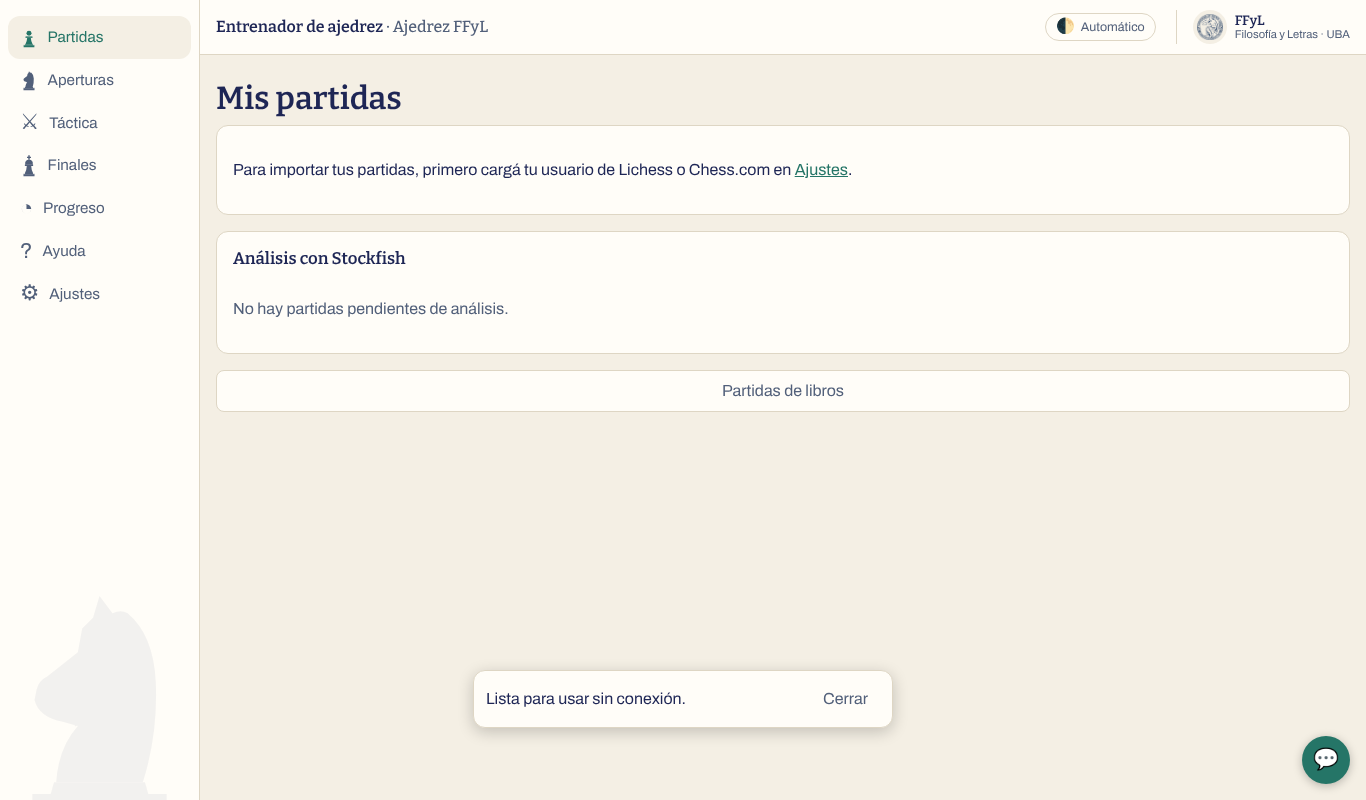 Partidas
Aperturas
Táctica
Finales
Progreso
? Ayuda
Ajustes
Entrenador de ajedrez · Ajedrez FFyL
Automático
FFyL
Filosofía y Letras · UBA
Mis partidas
Para importar tus partidas, primero cargá tu usuario de Lichess o Chess.com en Ajustes.
Análisis con Stockfish
No hay partidas pendientes de análisis.
Partidas de libros
Lista para usar sin conexión.
Cerrar